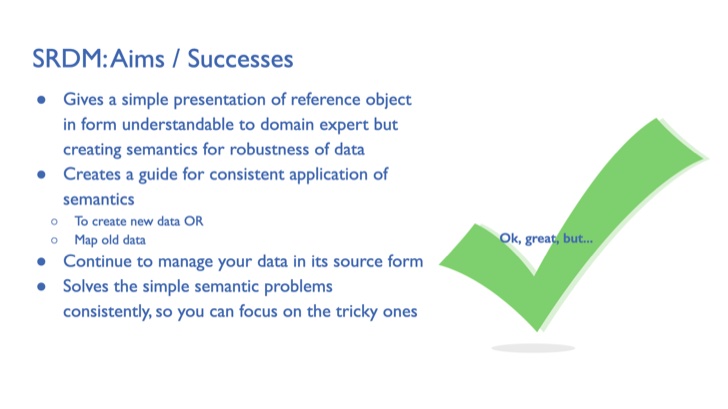 SRDM: Aims / Successes
● Gives a simple presentation of reference object
in form understandable to domain expert but
creating semantics for robustness of data
● Creates a guide for consistent application of
semantics
○ To create new data OR
○ Map old data
● Continue to manage your data in its source form
● Solves the simple semantic problems
consistently, so you can focus on the tricky ones
Ok, great, but...